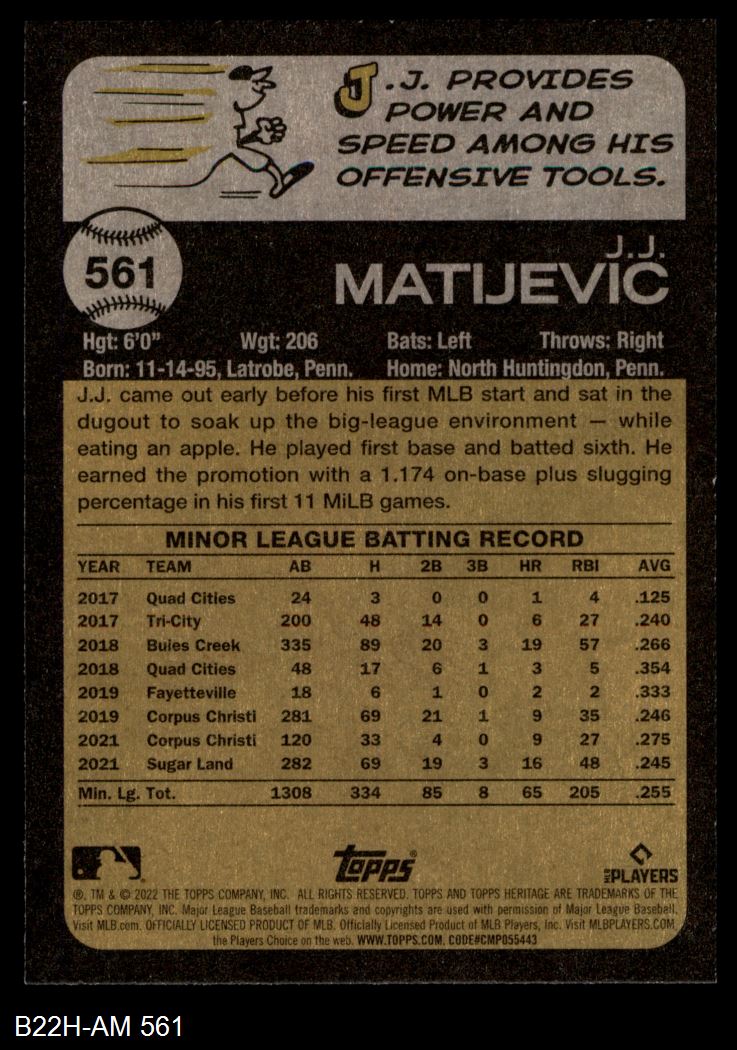 J.J. PROVIDES
POWER AND
SPEED AMONG HIS
OFFENSIVE TOOLS.
561
J.J.
MATIJEVIC
Hgt: 6'0" Wgt: 206 Bats: Left Throws: Right
Born: 11-14-95, Latrobe, Penn. Home: North Huntingdon, Penn.
J.J. came out early before his first MLB start and sat in the
dugout to soak up the big-league environment — while
eating an apple. He played first base and batted sixth. He
earned the promotion with a 1.174 on-base plus slugging
percentage in his first 11 MiLB games.
MINOR LEAGUE BATTING RECORD
YEAR TEAM AB H 2B 3B HR RBI AVG
2017 Quad Cities 24 3 0 0 1 4 .125
2017 Tri-City 200 48 14 0 6 27 .240
2018 Buies Creek 335 89 20 3 19 57 .266
2018 Quad Cities 48 17 6 1 3 5 .354
2019 Fayetteville 18 6 1 0 2 2 .333
2019 Corpus Christi 281 69 21 1 9 35 .246
2021 Corpus Christi 120 33 4 0 9 27 .275
2021 Sugar Land 282 69 19 3 16 48 .245
Min. Lg. Tot. 1308 334 85 8 65 205 .255
Topps®
MLB PLAYERS
®, TM & © 2022 THE TOPPS COMPANY, INC. ALL RIGHTS RESERVED. TOPPS AND TOPPS HERITAGE ARE TRADEMARKS OF THE
TOPPS COMPANY, INC. Major League Baseball trademarks and copyrights are used with permission of Major League Baseball.
Visit MLB.com. OFFICIALLY LICENSED PRODUCT OF MLB. Officially Licensed Product of MLB Players, Inc. Visit MLBPLAYERS.COM,
the Players Choice on the web. WWW.TOPPS.COM. CODE#CMP055443
B22H-AM 561